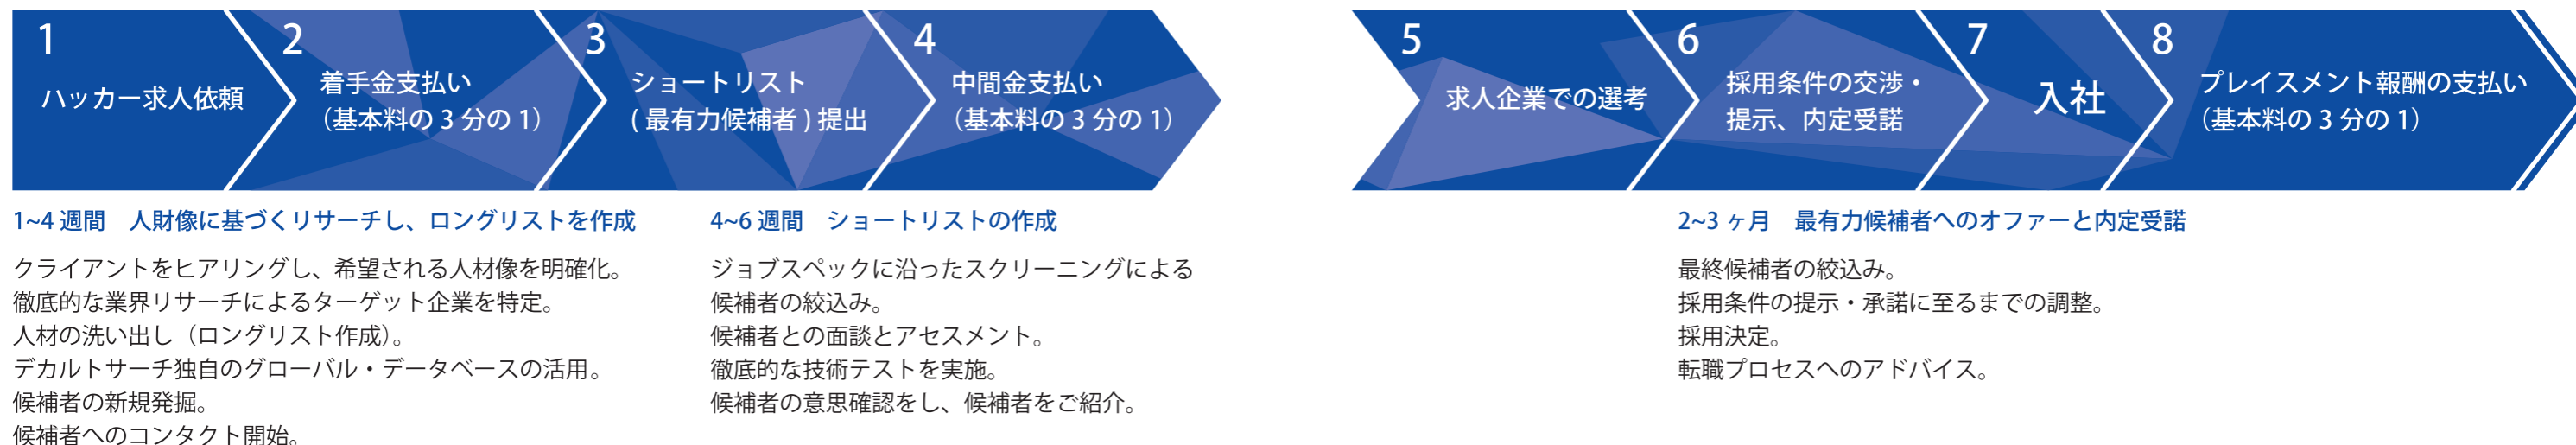 1
ハッカー求人依頼
2
着手金支払い
（基本料の 3 分の 1）
3
ショートリスト
( 最有力候補者 ) 提出
4
中間金支払い
（基本料の 3 分の 1）
5
求人企業での選考
6
採用条件の交渉・
提示、内定受諾
7
入社
8
プレイスメント報酬の支払い
（基本料の 3 分の 1）
1~4 週間　人財像に基づくリサーチし、ロングリストを作成
クライアントをヒアリングし、希望される人材像を明確化。
徹底的な業界リサーチによるターゲット企業を特定。
人材の洗い出し（ロングリスト作成）。
デカルトサーチ独自のグローバル・データベースの活用。
候補者の新規発掘。
候補者へのコンタクト開始。
4~6 週間　ショートリストの作成
ジョブスペックに沿ったスクリーニングによる
候補者の絞込み。
候補者との面談とアセスメント。
徹底的な技術テストを実施。
候補者の意思確認をし、候補者をご紹介。
2~3 ヶ月　最有力候補者へのオファーと内定受諾
最終候補者の絞込み。
採用条件の提示・承諾に至るまでの調整。
採用決定。
転職プロセスへのアドバイス。